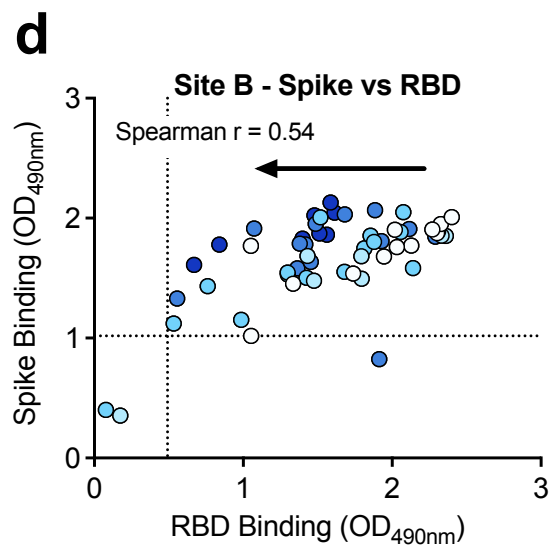 d
Site B - Spike vs RBD
Spearman r = 0.54
3
2
1
0
Spike Binding (OD490nm)
0 1 2 3
RBD Binding (OD490nm)